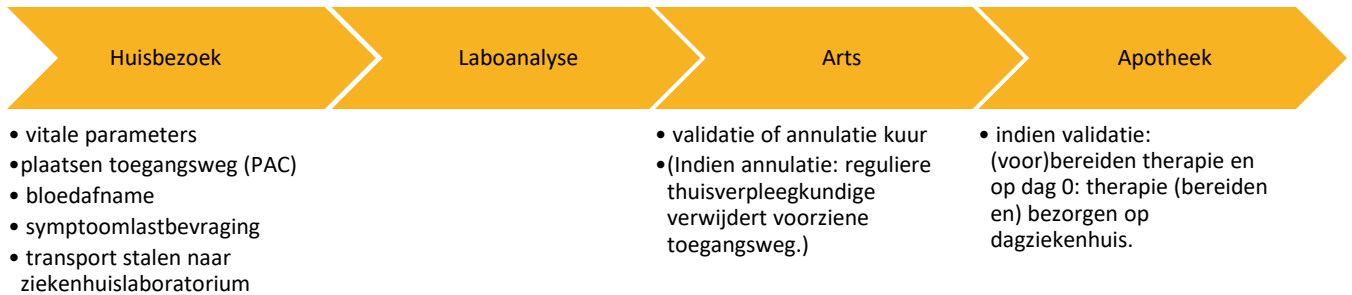 Huisbezoek
Laboanalyse
Arts
Apotheek
• vitale parameters
•plaatsen toegangsweg (PAC)
• bloedafname
• symptoomlastbevraging
• transport stalen naar
ziekenhuislaboratorium
• validatie of annulatie kuur
•(Indien annulatie: reguliere
thuisverpleegkundige
verwijdert voorziene
toegangsweg.)
• indien validatie:
(voor)bereiden therapie en
op dag 0: therapie (bereiden
en) bezorgen op
dagziekenhuis.